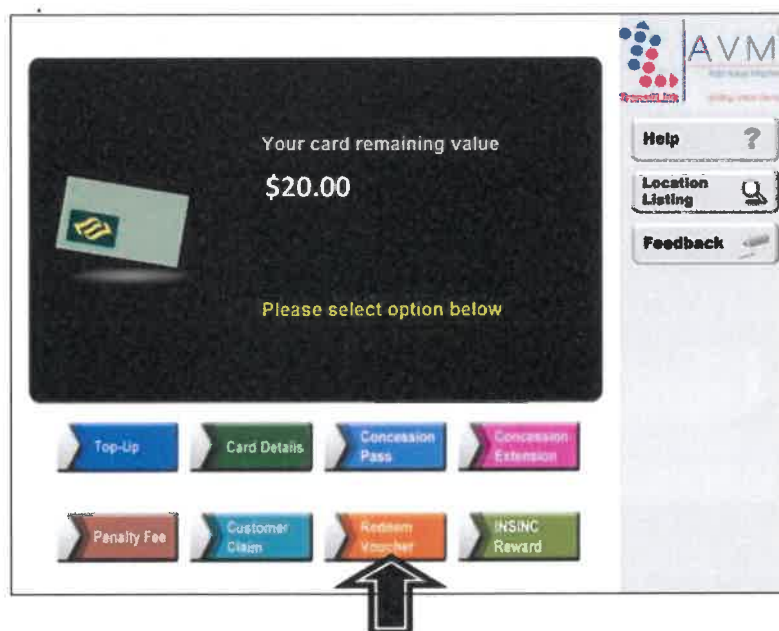 AVM
TransitLink
Your card remaining value
$20.00
Please select option below
Help ?
Location
Listing
Feedback
Top-Up
Card Details
Concession
Pass
Concession
Extension
Penalty Fee
Customer
Claim
Redeem
Voucher
INSINC
Reward